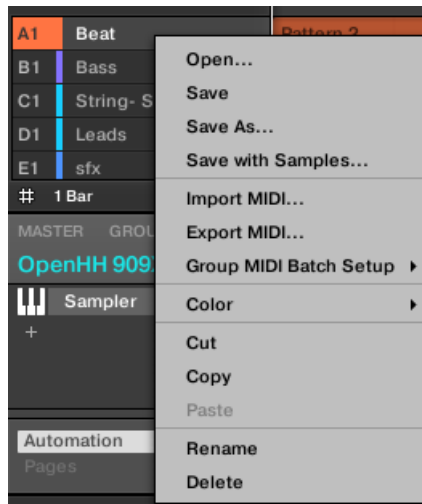 A1 Beat
B1 Bass
C1 String- S
D1 Leads
E1 sfx
# 1 Bar
MASTER GROU
OpenHH 909
Sampler
+
Automation
Pages
Pattern 2
Open...
Save
Save As...
Save with Samples...
Import MIDI...
Export MIDI...
Group MIDI Batch Setup
Color
Cut
Copy
Paste
Rename
Delete